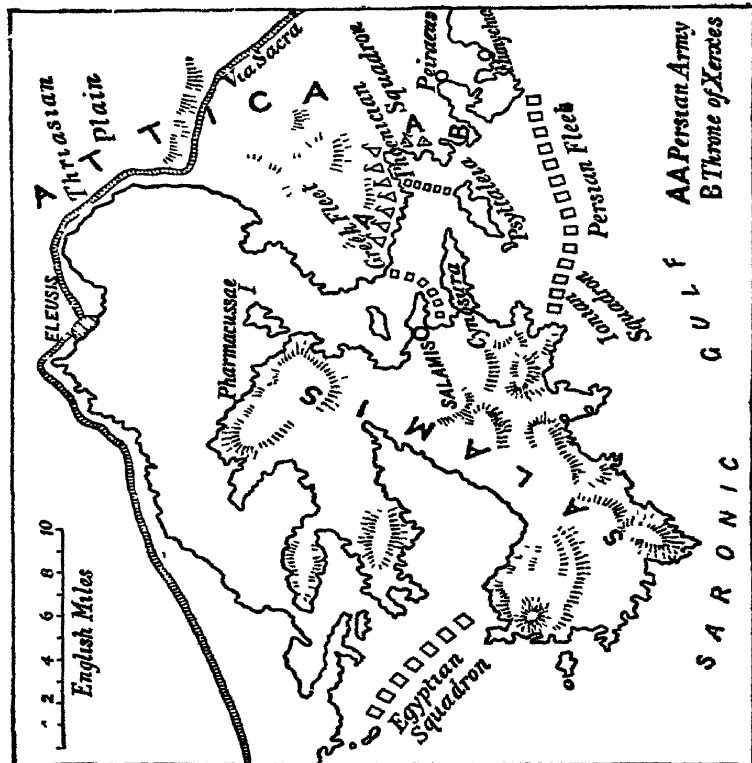 Thriasian
Plain
ATTICA
Via Sacra
ELEUSIS
Phoenician
Squadron
Greek Fleet
A
A
B
Peiraeus
Munychia
Psyttaleia
Persian Fleet
Pharmacussae
I
SALAMIS
Cynosura
SALAMIS
Ionian
Squadron
Egyptian
Squadron
SARONIC GULF
AA Persian Army
B Throne of Xerxes
2 4 6 8 10
English Miles